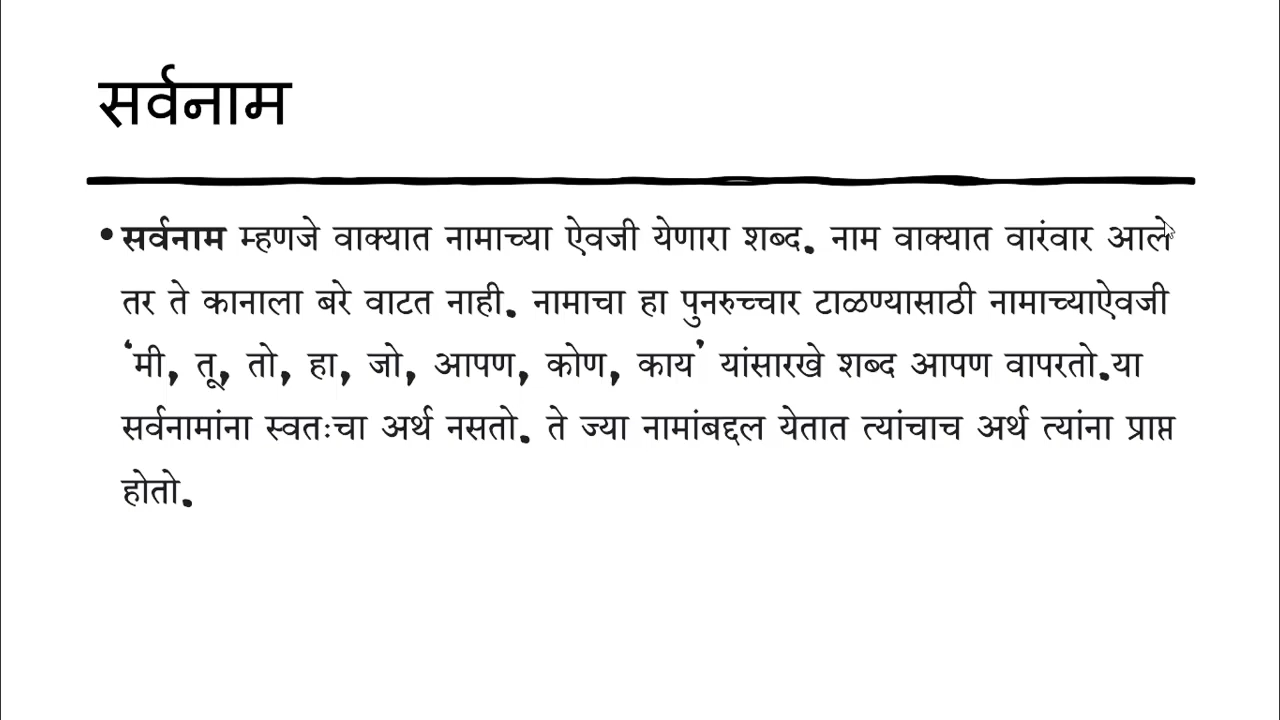 सर्वनाम
• सर्वनाम म्हणजे वाक्यात नामाच्या ऐवजी येणारा शब्द. नाम वाक्यात वारंवार आले
तर ते कानाला बरे वाटत नाही. नामाचा हा पुनरुच्चार टाळण्यासाठी नामाच्याऐवजी
‘मी, तू, तो, हा, जो, आपण, कोण, काय’ यांसारखे शब्द आपण वापरतो.या
सर्वनामांना स्वतःचा अर्थ नसतो. ते ज्या नामांबद्दल येतात त्यांचाच अर्थ त्यांना प्राप्त
होतो.